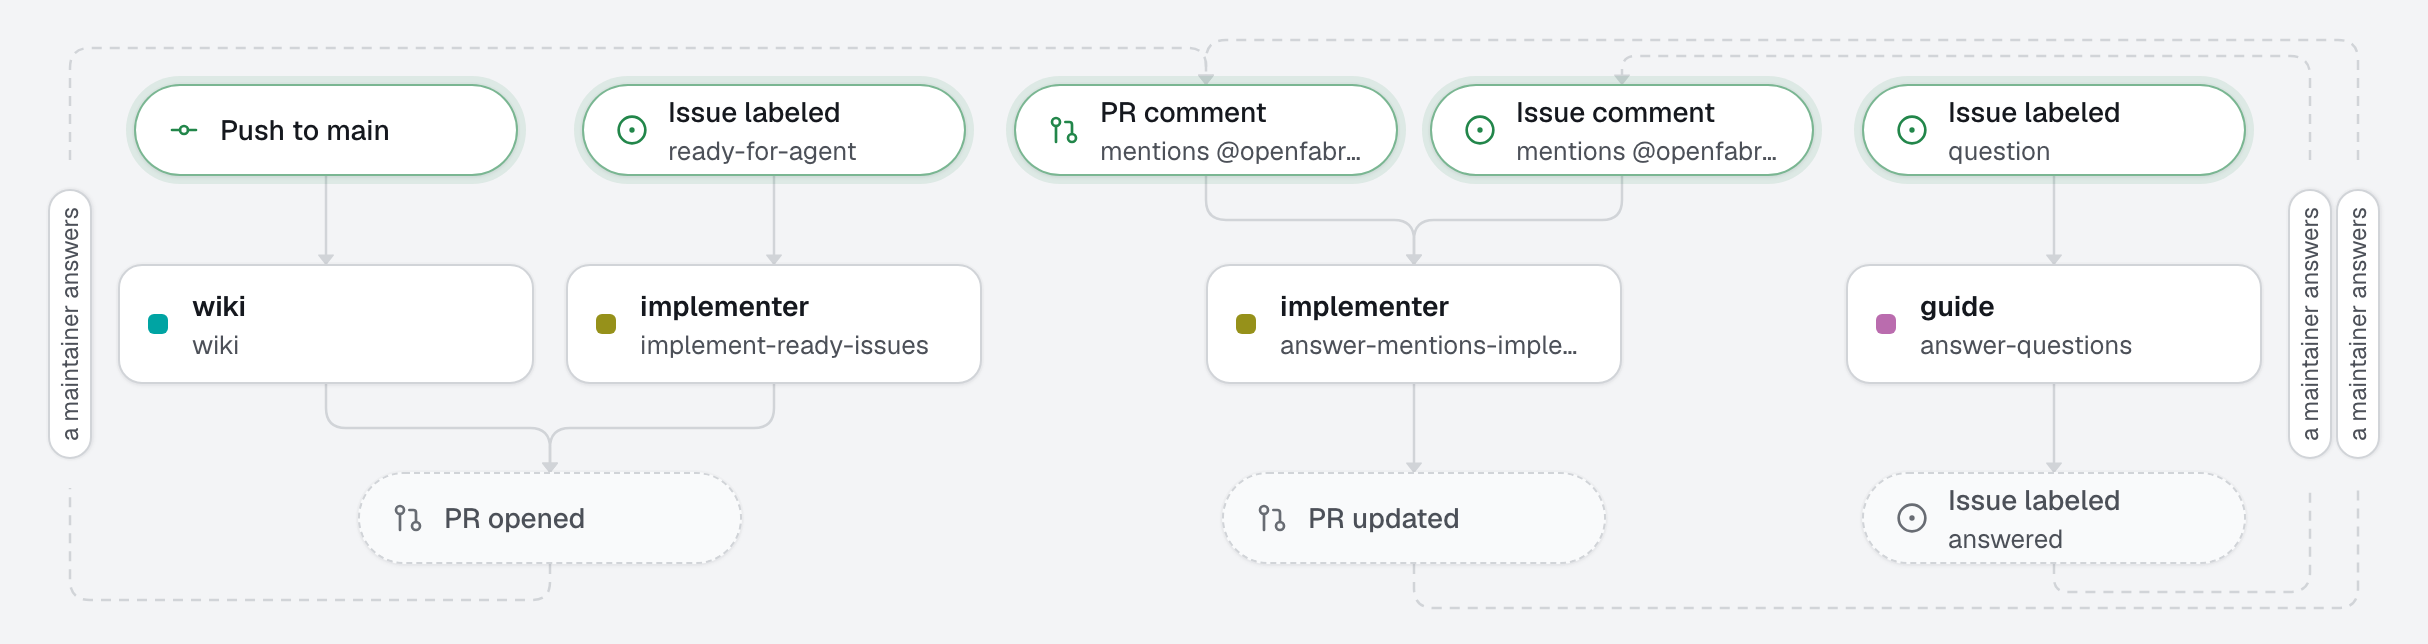 Push to main
Issue labeled
ready-for-agent
PR comment
mentions @openfabr...
Issue comment
mentions @openfabr...
Issue labeled
question
a maintainer answers
wiki
wiki
implementer
implement-ready-issues
implementer
answer-mentions-imple...
guide
answer-questions
a maintainer answers
a maintainer answers
PR opened
PR updated
Issue labeled
answered